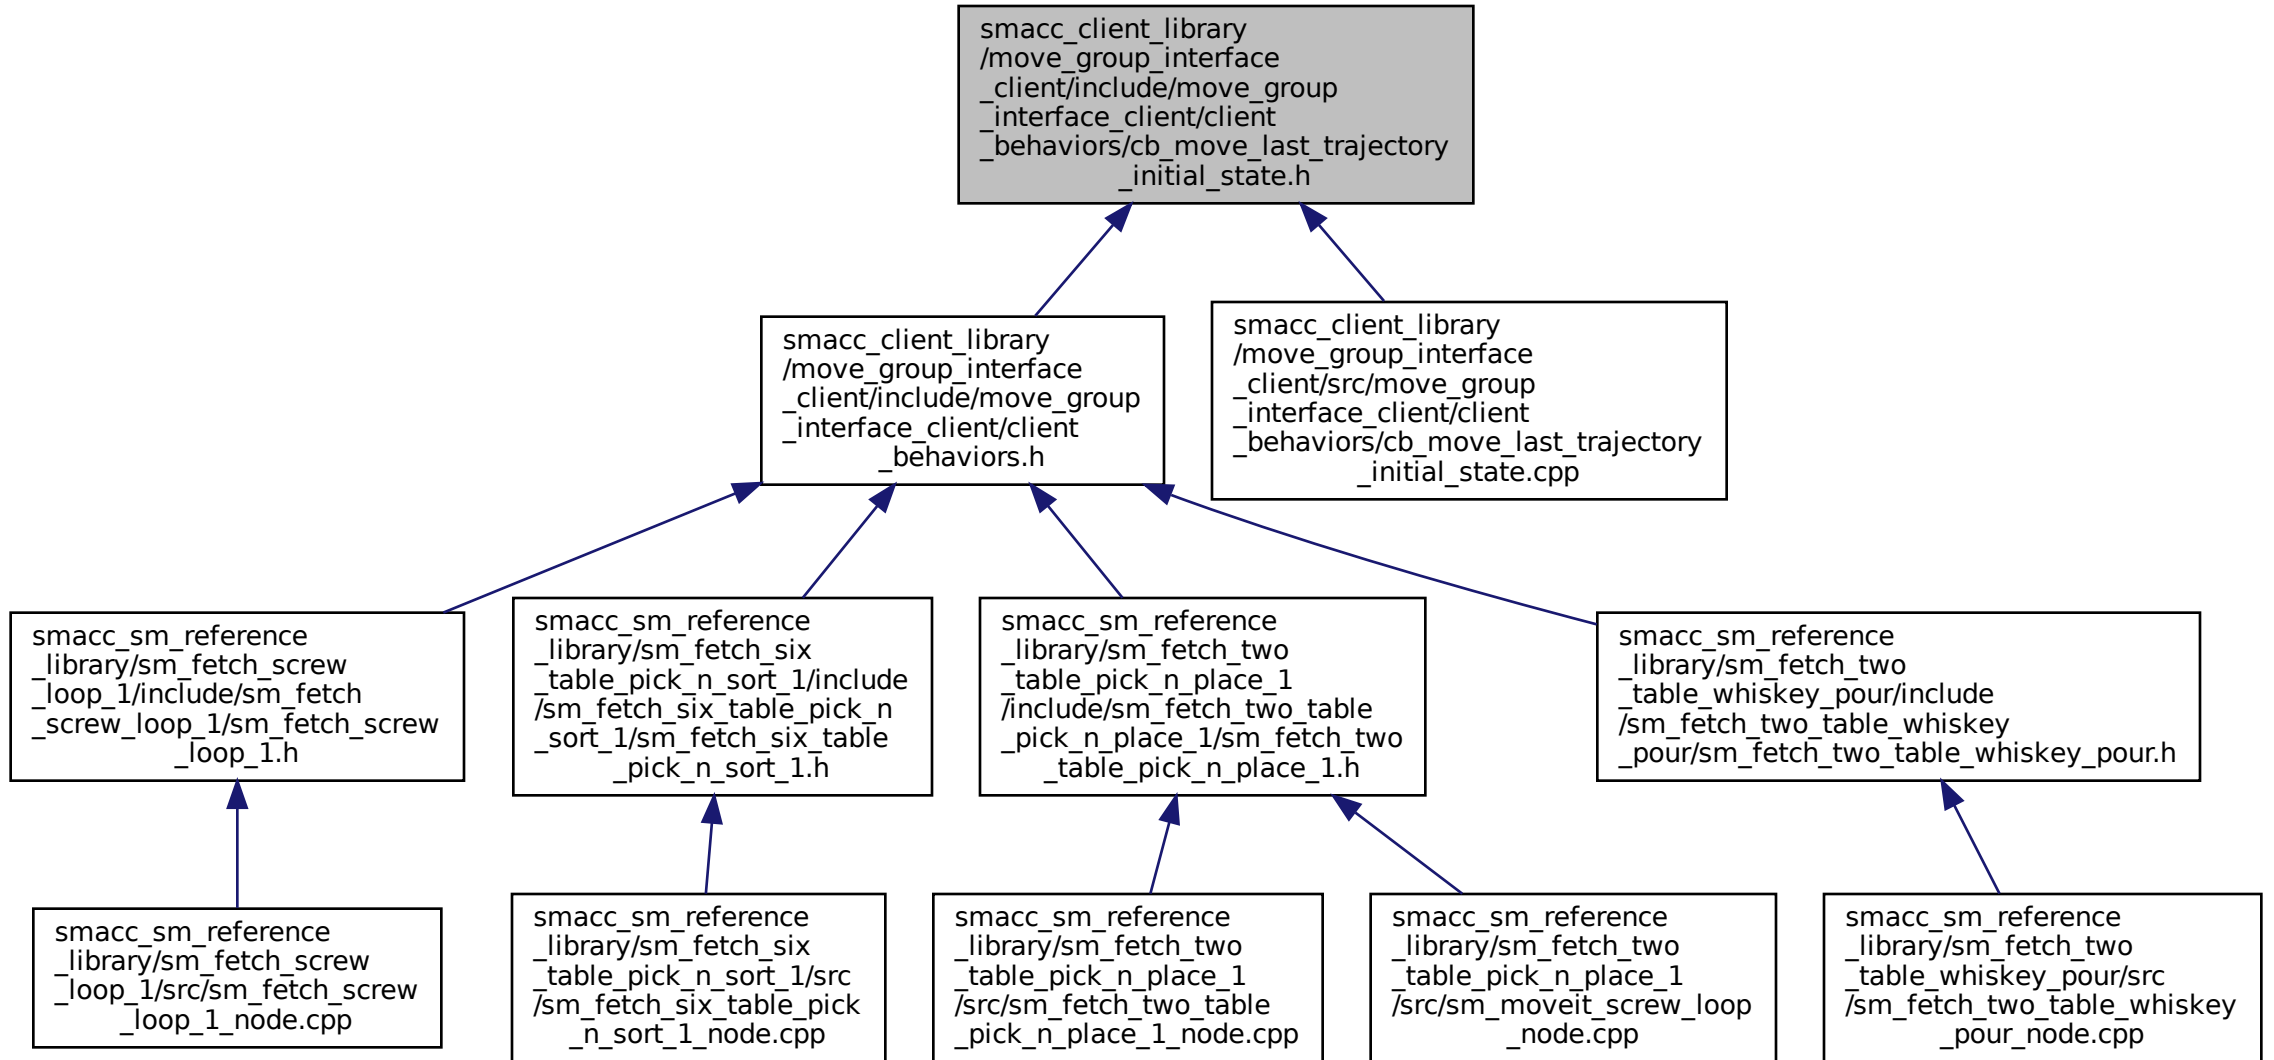 smacc_client_library
/move_group_interface
_client/include/move_group
_interface_client/client
_behaviors/cb_move_last_trajectory
_initial_state.h
smacc_client_library
/move_group_interface
_client/include/move_group
_interface_client/client
_behaviors.h
smacc_client_library
/move_group_interface
_client/src/move_group
_interface_client/client
_behaviors/cb_move_last_trajectory
_initial_state.cpp
smacc_sm_reference
_library/sm_fetch_screw
_loop_1/include/sm_fetch
_screw_loop_1/sm_fetch_screw
_loop_1.h
smacc_sm_reference
_library/sm_fetch_six
_table_pick_n_sort_1/include
/sm_fetch_six_table_pick_n
_sort_1/sm_fetch_six_table
_pick_n_sort_1.h
smacc_sm_reference
_library/sm_fetch_two
_table_pick_n_place_1
/include/sm_fetch_two_table
_pick_n_place_1/sm_fetch_two
_table_pick_n_place_1.h
smacc_sm_reference
_library/sm_fetch_two
_table_whiskey_pour/include
/sm_fetch_two_table_whiskey
_pour/sm_fetch_two_table_whiskey_pour.h
smacc_sm_reference
_library/sm_fetch_screw
_loop_1/src/sm_fetch_screw
_loop_1_node.cpp
smacc_sm_reference
_library/sm_fetch_six
_table_pick_n_sort_1/src
/sm_fetch_six_table_pick
_n_sort_1_node.cpp
smacc_sm_reference
_library/sm_fetch_two
_table_pick_n_place_1
/src/sm_fetch_two_table
_pick_n_place_1_node.cpp
smacc_sm_reference
_library/sm_fetch_two
_table_pick_n_place_1
/src/sm_moveit_screw_loop
_node.cpp
smacc_sm_reference
_library/sm_fetch_two
_table_whiskey_pour/src
/sm_fetch_two_table_whiskey
_pour_node.cpp